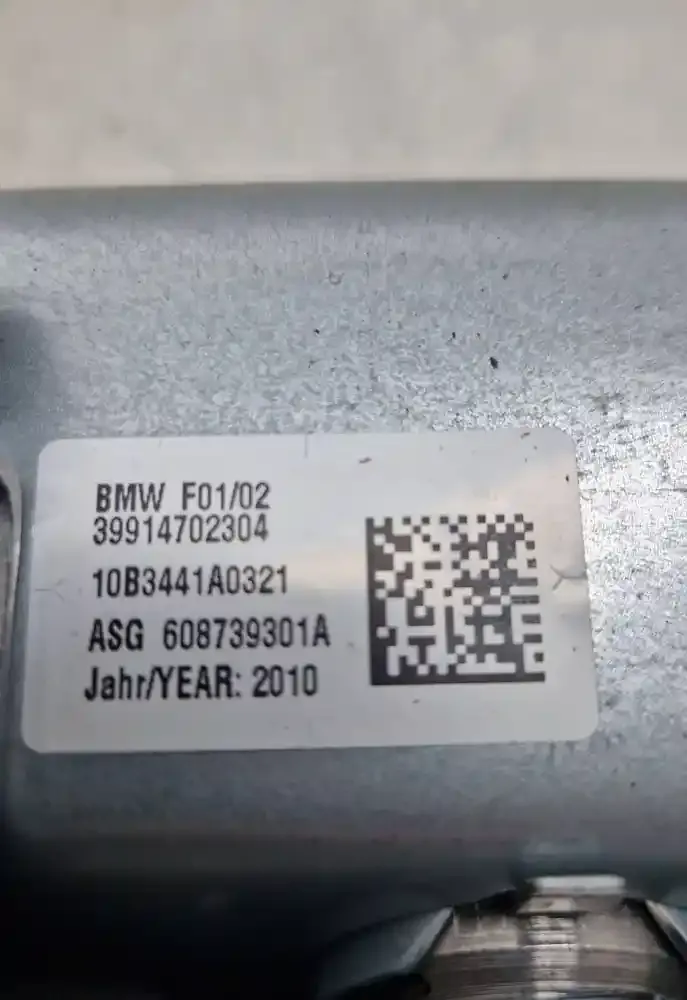 BMW F01/02
39914702304
10B3441A0321
ASG 608739301A
Jahr/YEAR: 2010